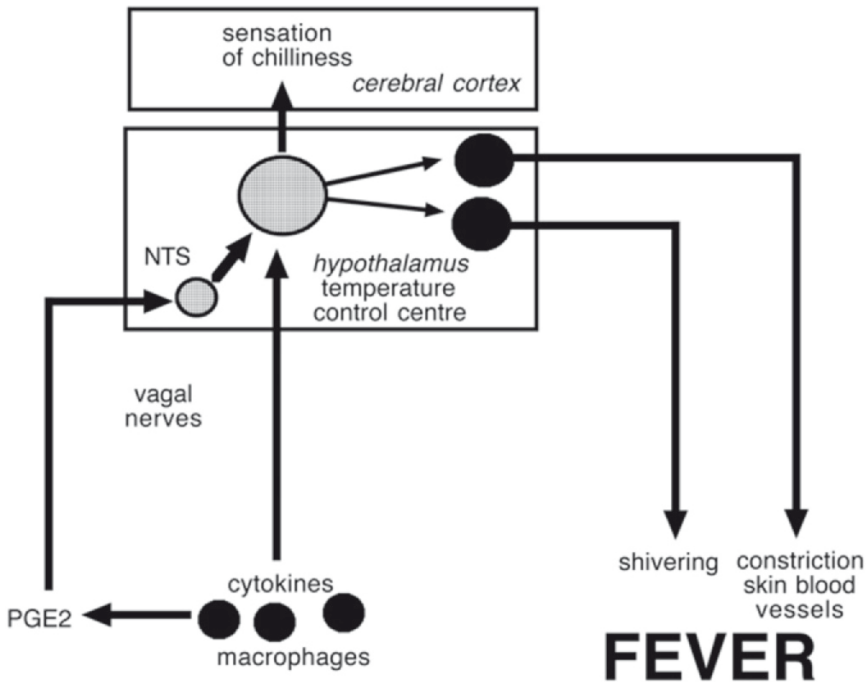 sensation
of chilliness
cerebral cortex
NTS
hypothalamus
temperature
control centre
vagal
nerves
cytokines
PGE2
macrophages
shivering
constriction
skin blood
vessels
FEVER